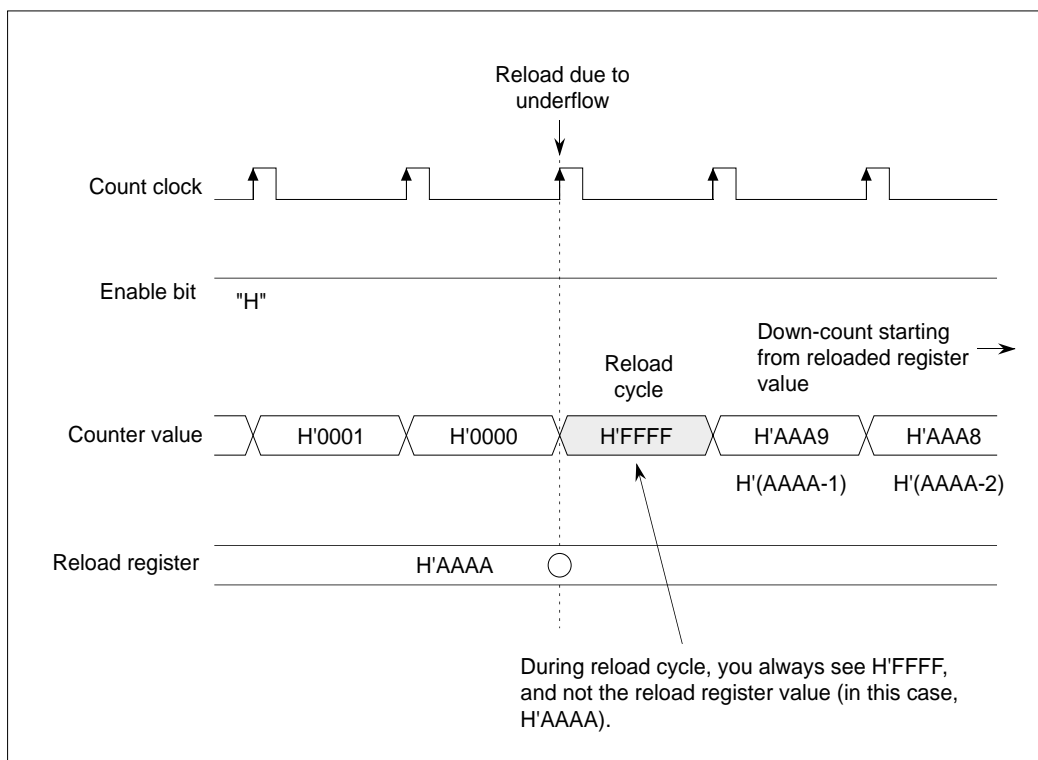 Reload due to
underflow
Count clock
Enable bit
"H"
Down-count starting
from reloaded register
value
Reload
cycle
Counter value
H'0001
H'0000
H'FFFF
H'AAA9
H'AAA8
H'(AAAA-1)
H'(AAAA-2)
Reload register
H'AAAA
During reload cycle, you always see H'FFFF,
and not the reload register value (in this case,
H'AAAA).